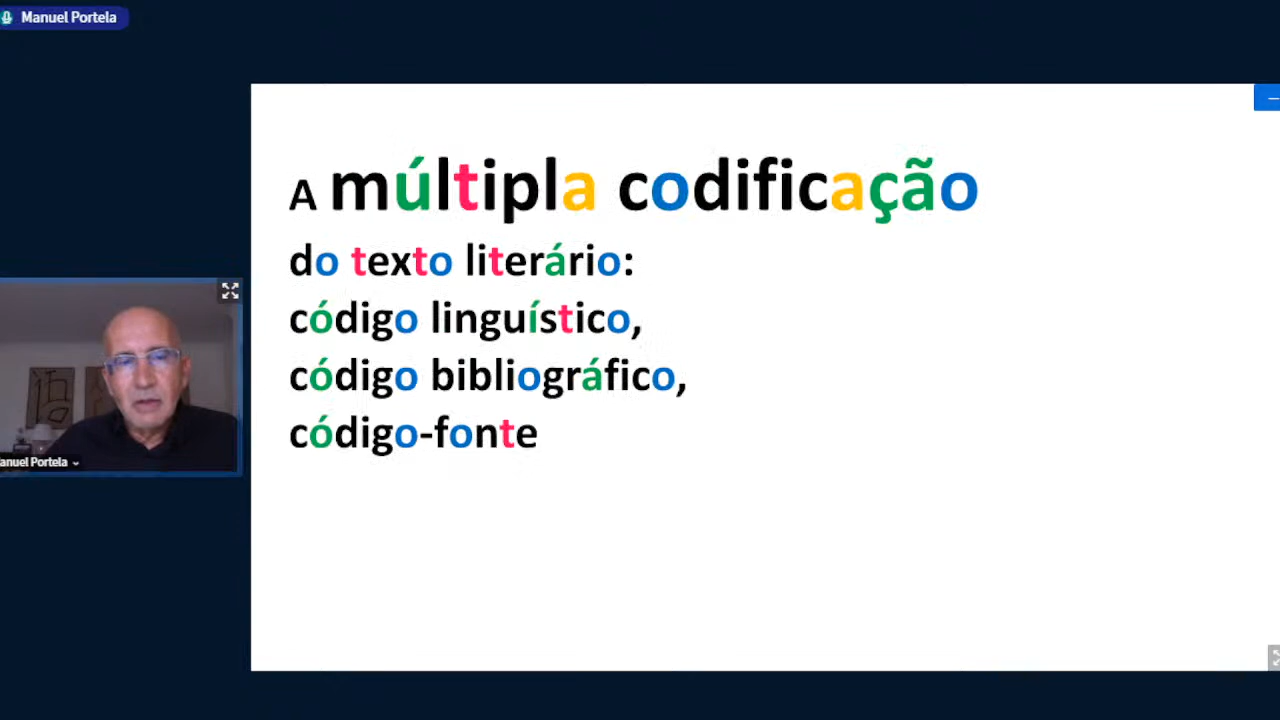 Manuel Portela
A múltipla codificação
do texto literário:
código linguístico,
código bibliográfico,
código-fonte
anuel Portela